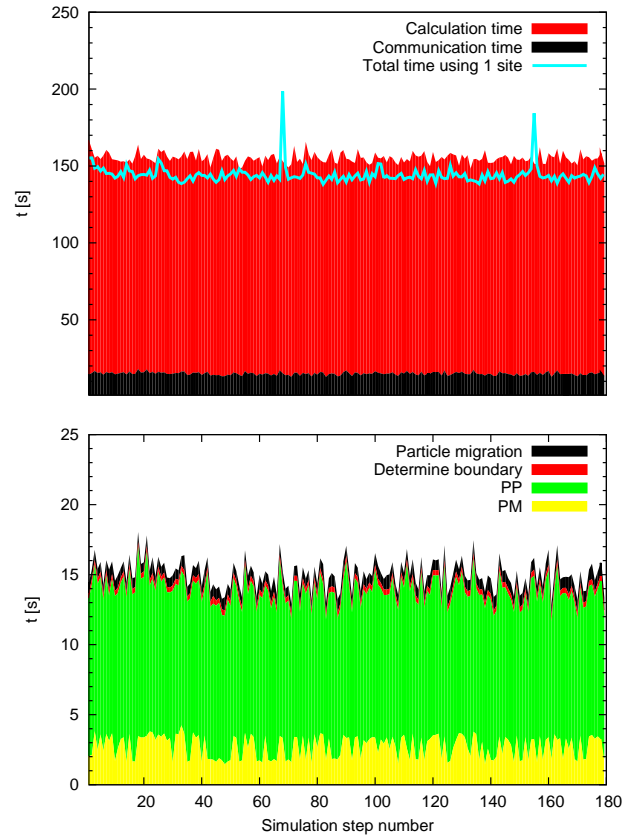 250
Calculation time
Communication time
Total time using 1 site
200
150
t [s]
100
50
25
Particle migration
Determine boundary
PP
PM
20
15
t [s]
10
5
0
20 40 60 80 100 120 140 160 180
Simulation step number